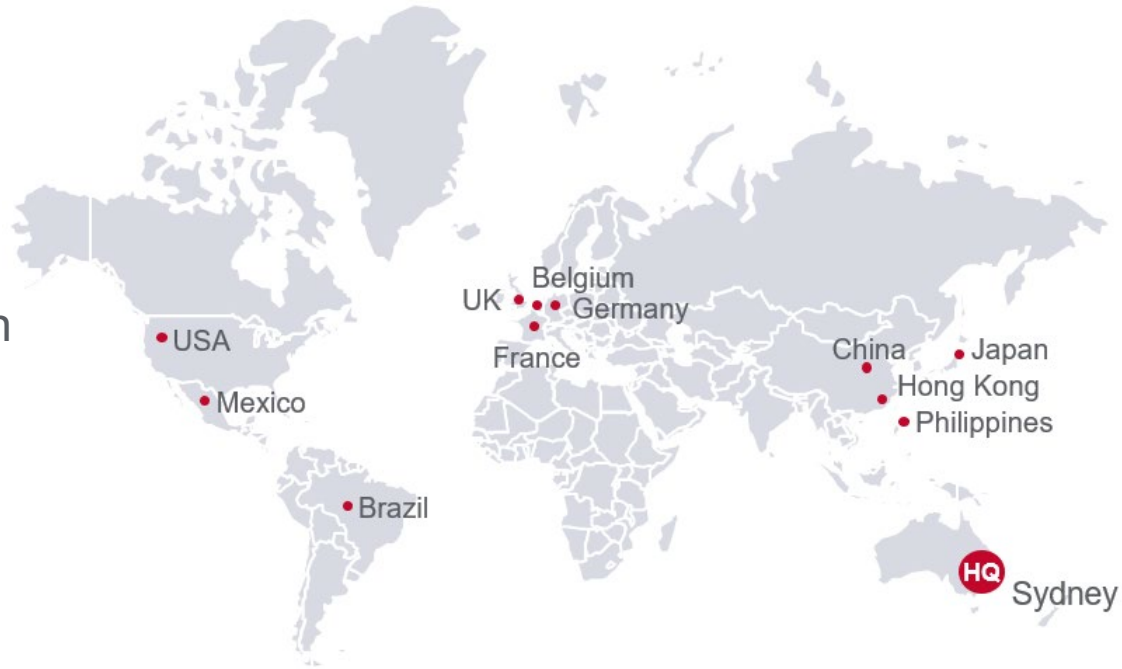 Belgium
UK
Germany
n
USA
France
China
Japan
Hong Kong
Mexico
Philippines
Brazil
HQ
Sydney